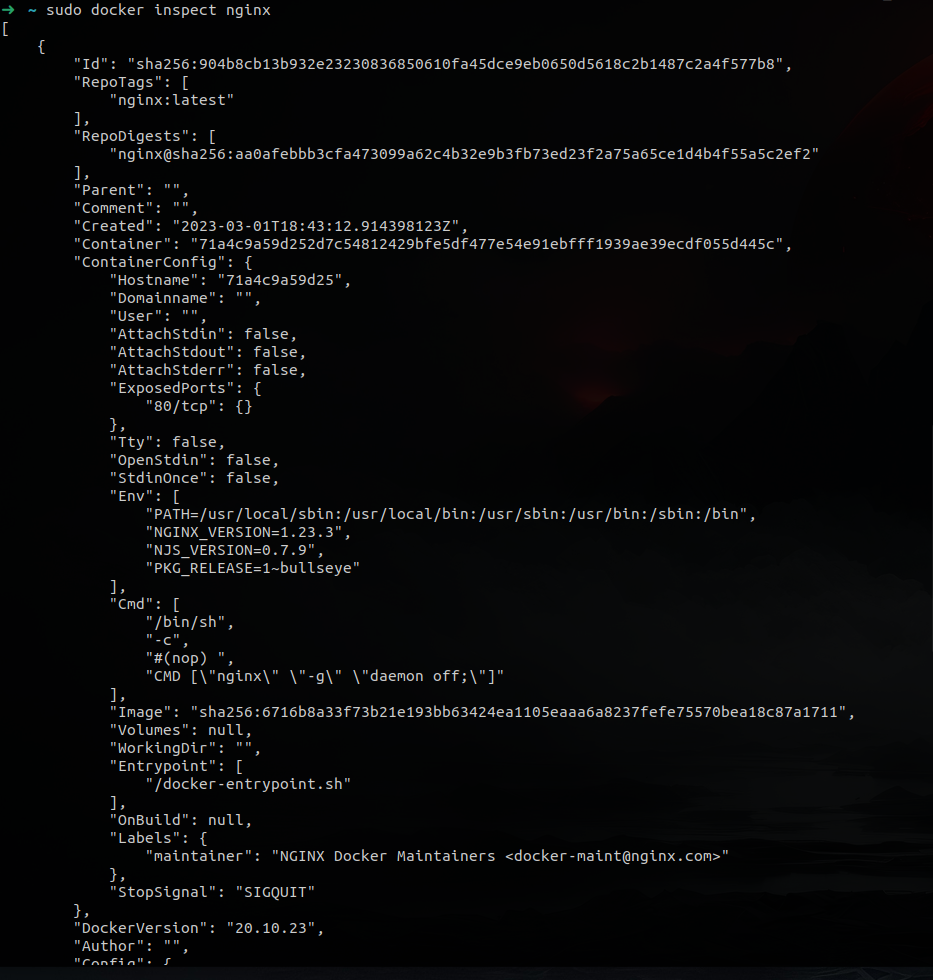 → ~ sudo docker inspect nginx
[
    {
        "Id": "sha256:904b8cb13b932e23230836850610fa45dce9eb0650d5618c2b1487c2a4f577b8",
        "RepoTags": [
            "nginx:latest"
        ],
        "RepoDigests": [
            "nginx@sha256:aa0afebbb3cfa473099a62c4b32e9b3fb73ed23f2a75a65ce1d4b4f55a5c2ef2"
        ],
        "Parent": "",
        "Comment": "",
        "Created": "2023-03-01T18:43:12.914398123Z",
        "Container": "71a4c9a59d252d7c54812429bfe5df477e54e91ebfff1939ae39ecdf055d445c",
        "ContainerConfig": {
            "Hostname": "71a4c9a59d25",
            "Domainname": "",
            "User": "",
            "AttachStdin": false,
            "AttachStdout": false,
            "AttachStderr": false,
            "ExposedPorts": {
                "80/tcp": {}
            },
            "Tty": false,
            "OpenStdin": false,
            "StdinOnce": false,
            "Env": [
                "PATH=/usr/local/sbin:/usr/local/bin:/usr/sbin:/usr/bin:/sbin:/bin",
                "NGINX_VERSION=1.23.3",
                "NJS_VERSION=0.7.9",
                "PKG_RELEASE=1~bullseye"
            ],
            "Cmd": [
                "/bin/sh",
                "-c",
                "#(nop) ",
                "CMD [\"nginx\" \"-g\" \"daemon off;\"]"
            ],
            "Image": "sha256:6716b8a33f73b21e193bb63424ea1105eaaa6a8237fefe75570bea18c87a1711",
            "Volumes": null,
            "WorkingDir": "",
            "Entrypoint": [
                "/docker-entrypoint.sh"
            ],
            "OnBuild": null,
            "Labels": {
                "maintainer": "NGINX Docker Maintainers <docker-maint@nginx.com>"
            },
            "StopSignal": "SIGQUIT"
        },
        "DockerVersion": "20.10.23",
        "Author": "",
        "Config": {